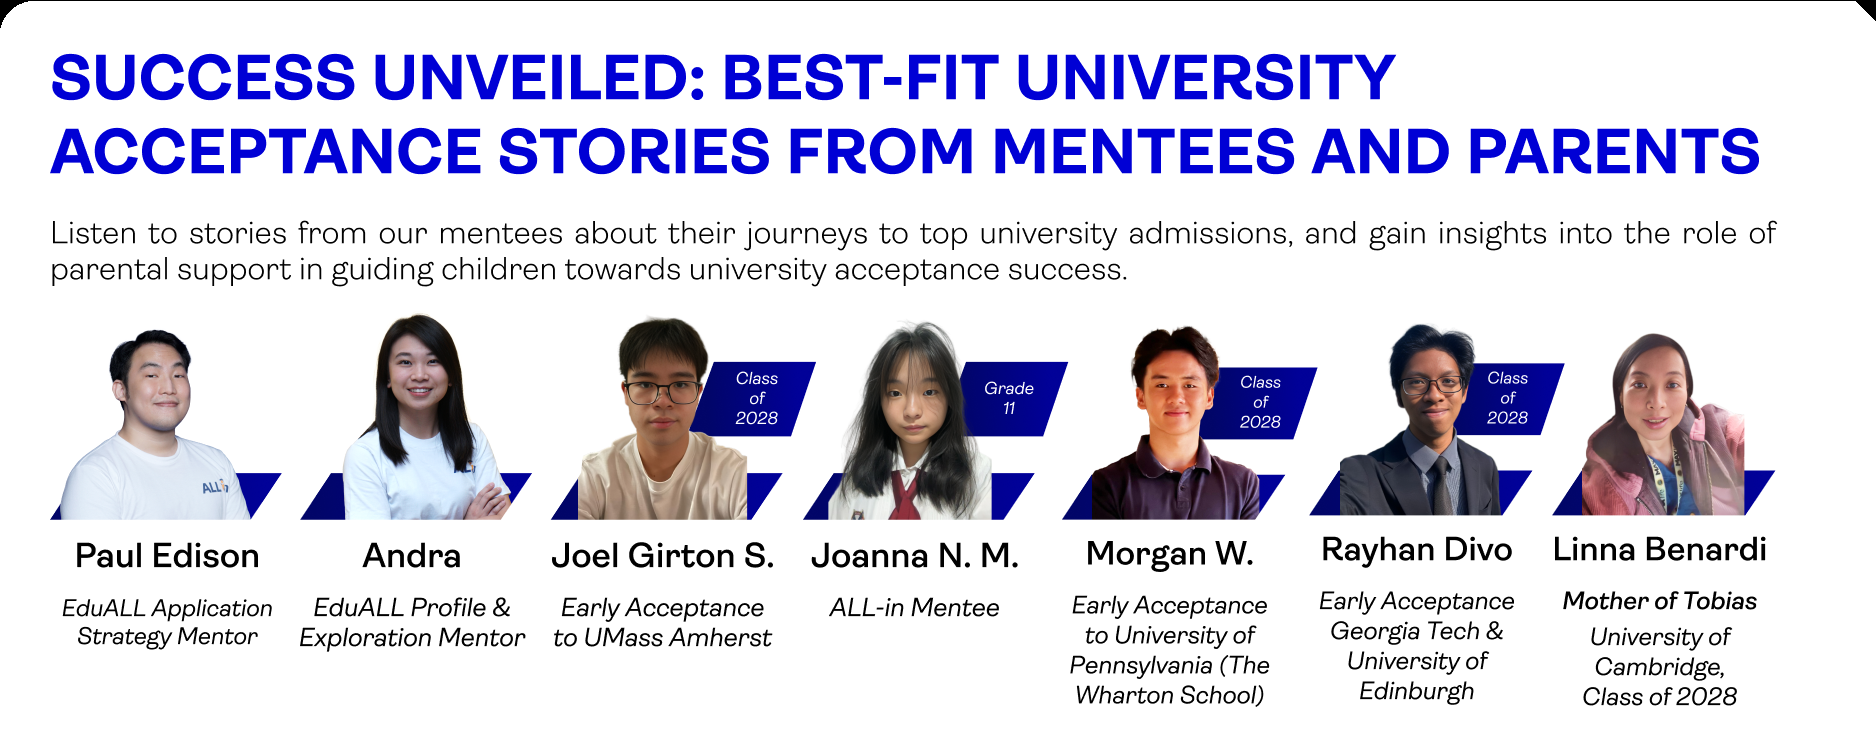 SUCCESS UNVEILED: BEST-FIT UNIVERSITY
ACCEPTANCE STORIES FROM MENTEES AND PARENTS
Listen to stories from our mentees about their journeys to top university admissions, and gain insights into the role of
parental support in guiding children towards university acceptance success.
ALL
Paul Edison
EduALL Application
Strategy Mentor
ALL
Andra
EduALL Profile &
Exploration Mentor
Class
of
2028
Joel Girton S.
Early Acceptance
to UMass Amherst
Grade
11
Joanna N. M.
ALL-in Mentee
Class
of
2028
Morgan W.
Early Acceptance
to University of
Pennsylvania (The
Wharton School)
Class
of
2028
Rayhan Divo
Early Acceptance
Georgia Tech &
University of
Edinburgh
Linna Benardi
Mother of Tobias
University of
Cambridge,
Class of 2028